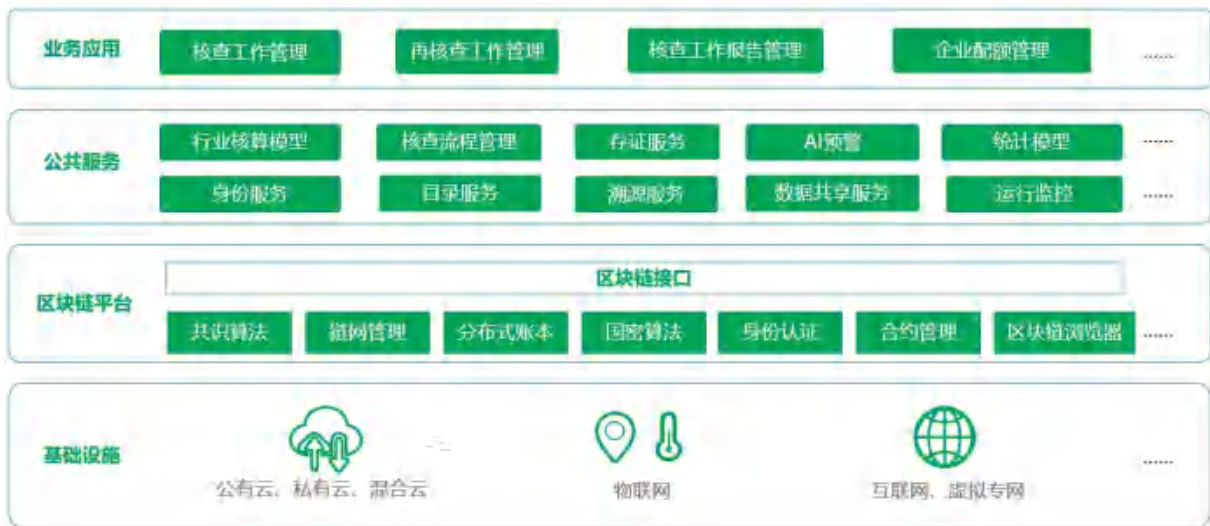 业务应用 核查工作管理 再核查工作管理 核查工作报告管理 企业配额管理 ......
行业核算模型 核查流程管理 存证服务 AI预警 统计模型 ......
公共服务
身份服务 目录服务 溯源服务 数据共享服务 运行监控 ......
区块链接口
区块链平台
共识算法 链网管理 分布式账本 国密算法 身份认证 合约管理 区块链浏览器 ......
基础设施 ......
公有云、私有云、混合云 物联网 互联网、虚拟专网